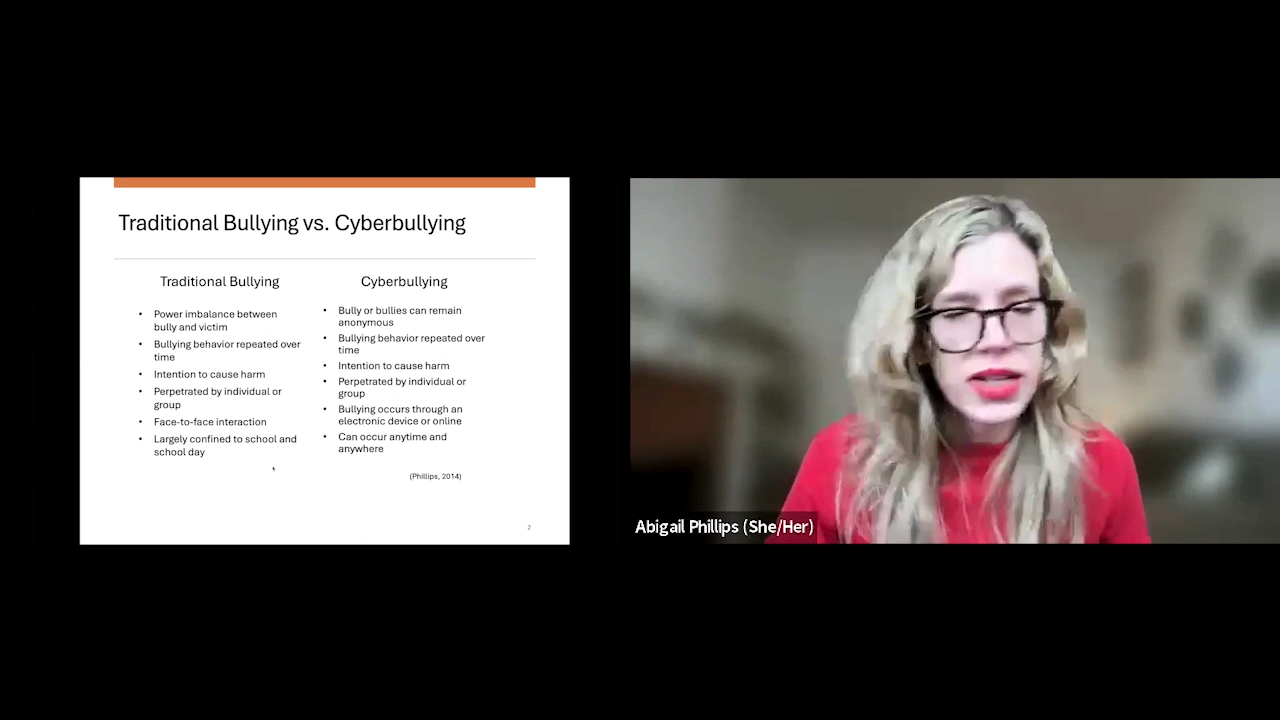 Traditional Bullying vs. Cyberbullying
Traditional Bullying
• Power imbalance between
bully and victim
• Bullying behavior repeated over
time
• Intention to cause harm
• Perpetrated by individual or
group
• Face-to-face interaction
• Largely confined to school and
school day
Cyberbullying
• Bully or bullies can remain
anonymous
• Bullying behavior repeated over
time
• Intention to cause harm
• Perpetrated by individual or
group
• Bullying occurs through an
electronic device or online
• Can occur anytime and
anywhere
(Phillips, 2014)
2
Abigail Phillips (She/Her)